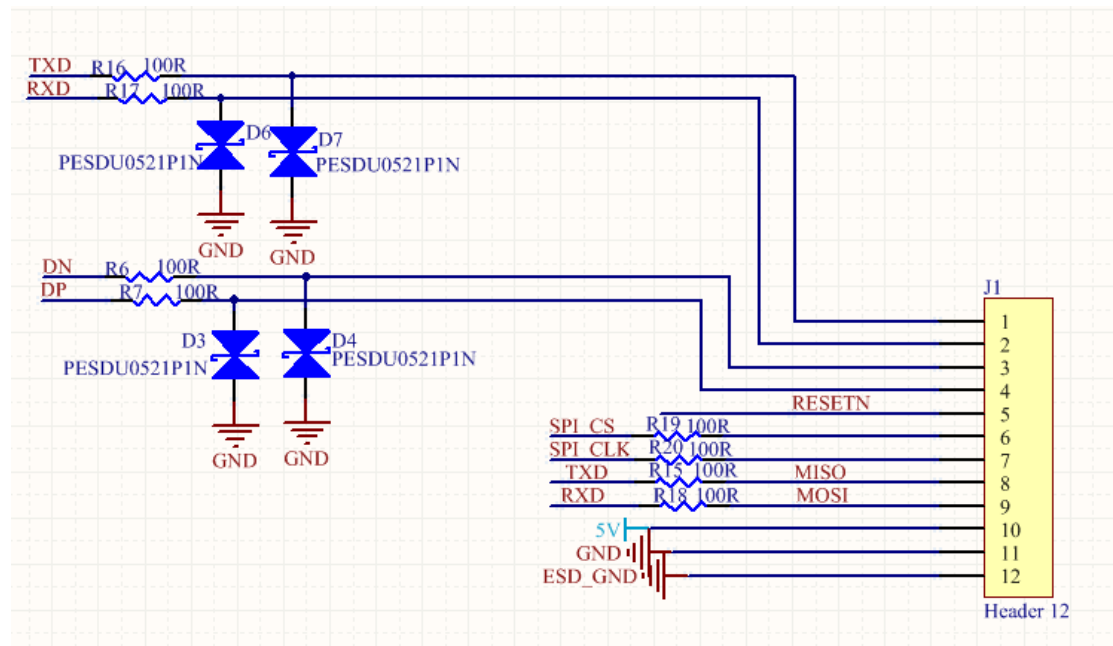 TXD R16 100R
RXD R17 100R
D6 D7
PESDU0521P1N PESDU0521P1N
GND GND
DN R6 100R
DP R7 100R
D3 D4
PESDU0521P1N PESDU0521P1N
GND GND
J1
1
2
3
4
RESETN 5
SPI_CS R19 100R 6
SPI_CLK R20 100R 7
TXD R15 100R MISO 8
RXD R18 100R MOSI 9
5V 10
GND 11
ESD_GND 12
Header 12